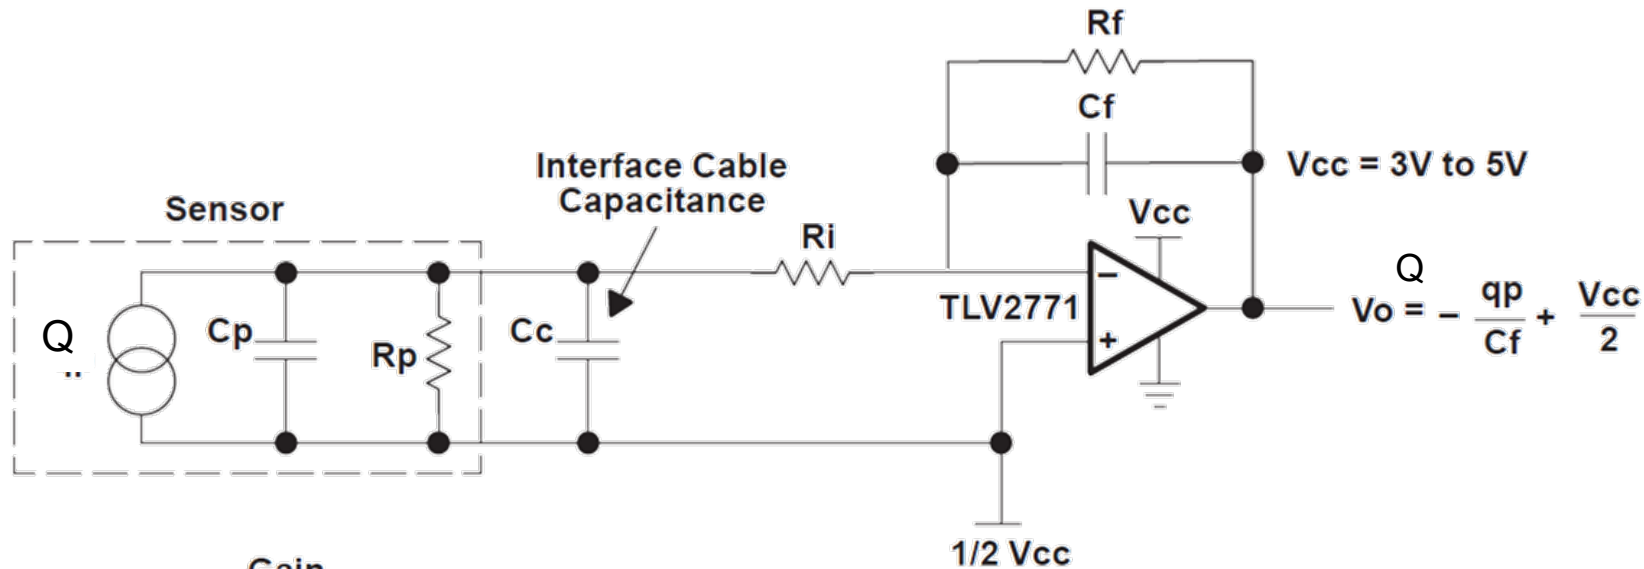 Rf
Cf
Interface Cable
Capacitance
Vcc = 3V to 5V
Sensor
Vcc
Ri
Q
TLV2771
−
+
Vo = − qp/Cf + Vcc/2
Q
Cp
Rp
Cc
1/2 Vcc
Gain